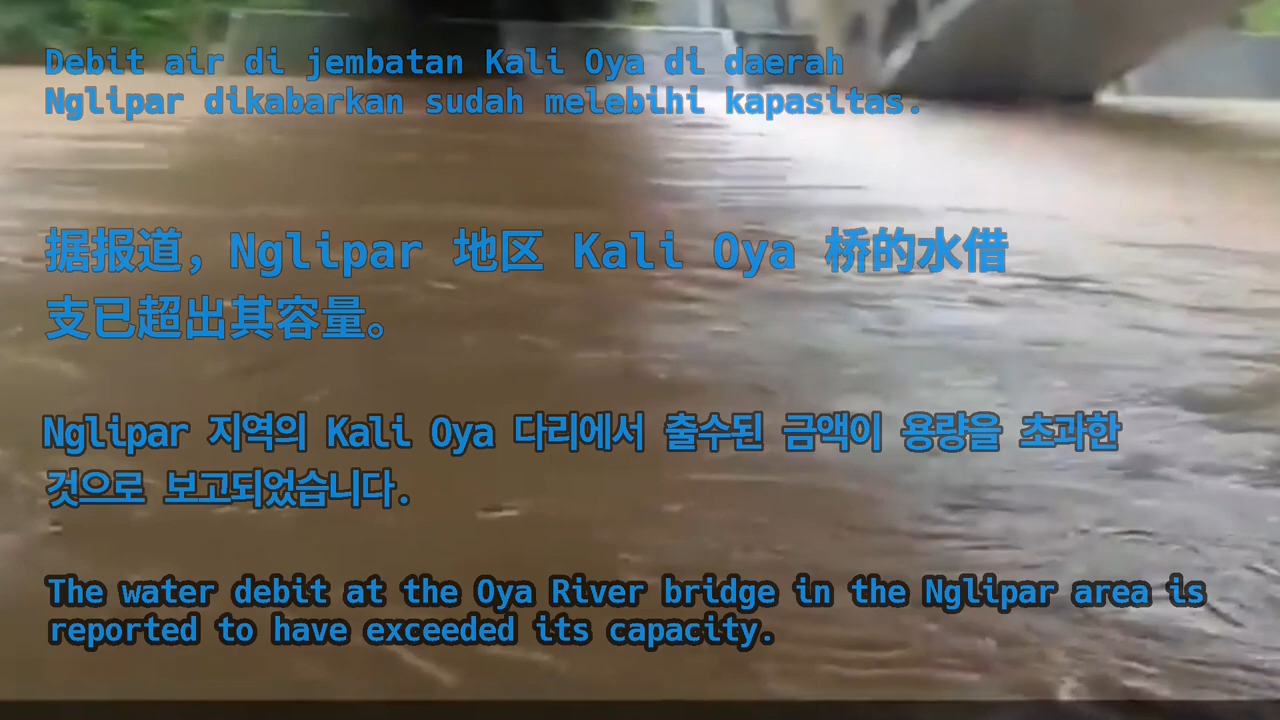 Debit air di jembatan Kali Oya di daerah
Nglipar dikabarkan sudah melebihi kapasitas.
据报道，Nglipar 地区 Kali Oya 桥的水借
支已超出其容量。
Nglipar 지역의 Kali Oya 다리에서 출수된 금액이 용량을 초과한
것으로 보고되었습니다.
The water debit at the Oya River bridge in the Nglipar area is
reported to have exceeded its capacity.